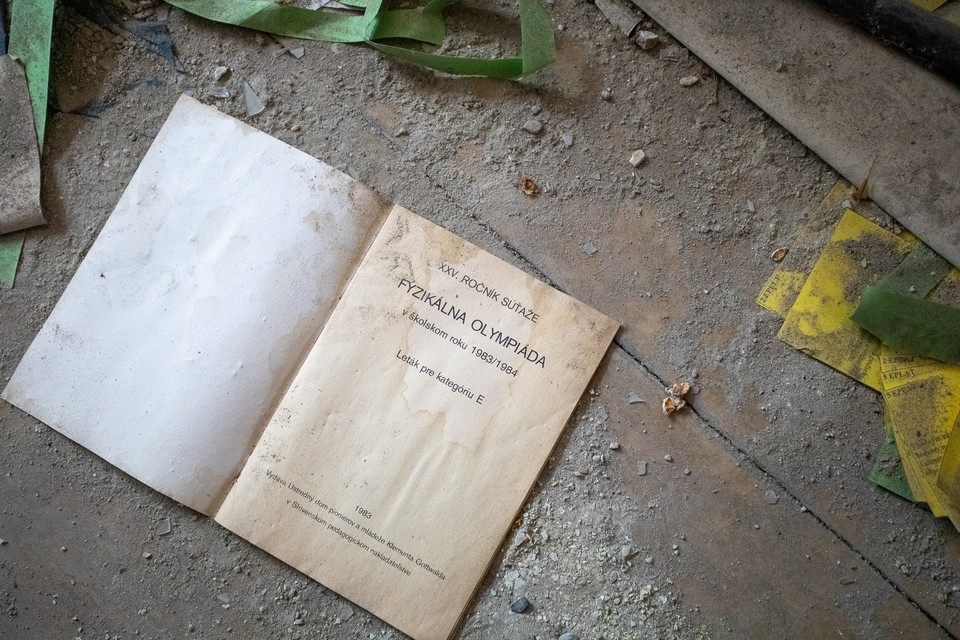 XXV. ROČNÍK SÚŤAŽE
FYZIKÁLNA OLYMPIÁDA
v školskom roku 1983/1984
Leták pre kategóriu E
1983
Vydáva Ústredný dom pionierov a mládeže Klementa Gottwalda
v Slovenskom pedagogickom nakladateľstve